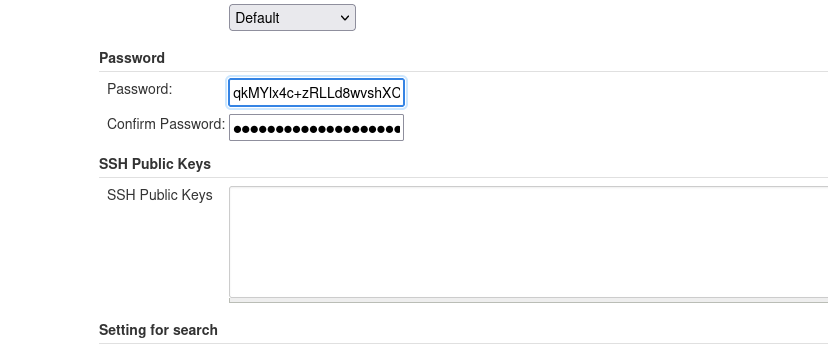 Default
Password
Password:
qkMYlx4c+zRLLd8wvshXC
Confirm Password:
SSH Public Keys
SSH Public Keys
Setting for search